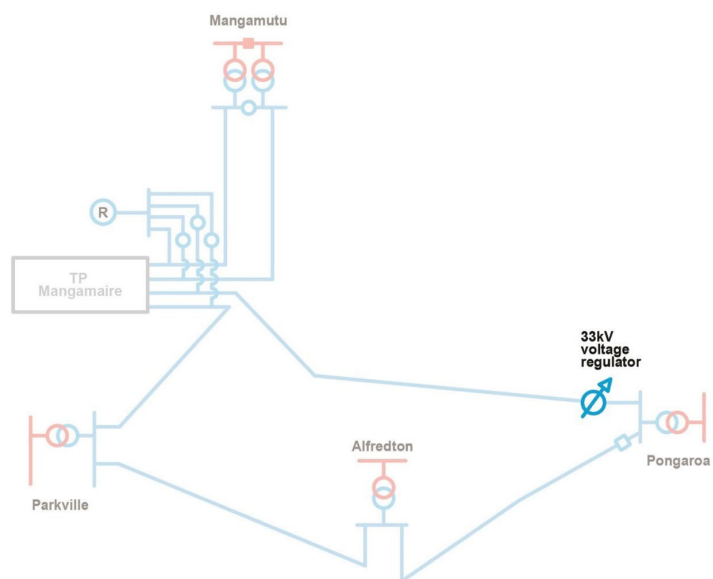 Mangamutu
R
TP
Mangamaire
33kV
voltage
regulator
Alfredton
Pongaroa
Parkville